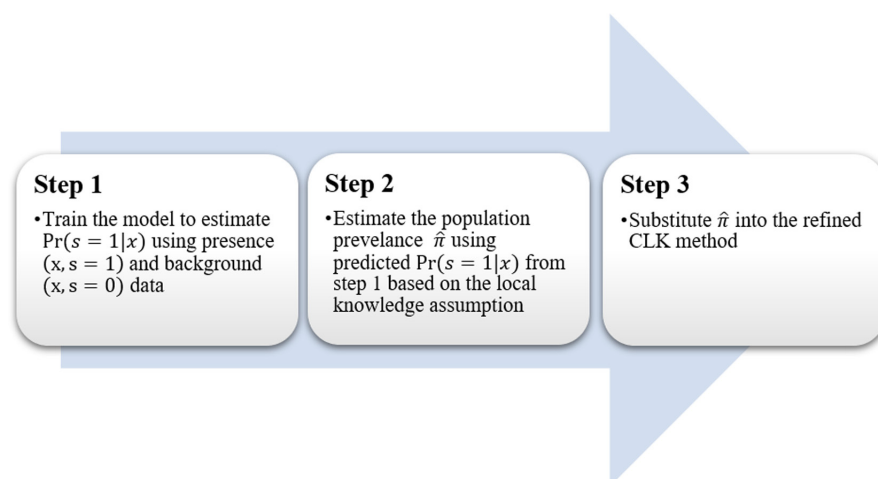 Step 1
•Train the model to estimate
Pr(s = 1|x) using presence
(x, s = 1) and background
(x, s = 0) data
Step 2
•Estimate the population
prevelance π̂ using
predicted Pr(s = 1|x) from
step 1 based on the local
knowledge assumption
Step 3
•Substitute π̂ into the refined
CLK method